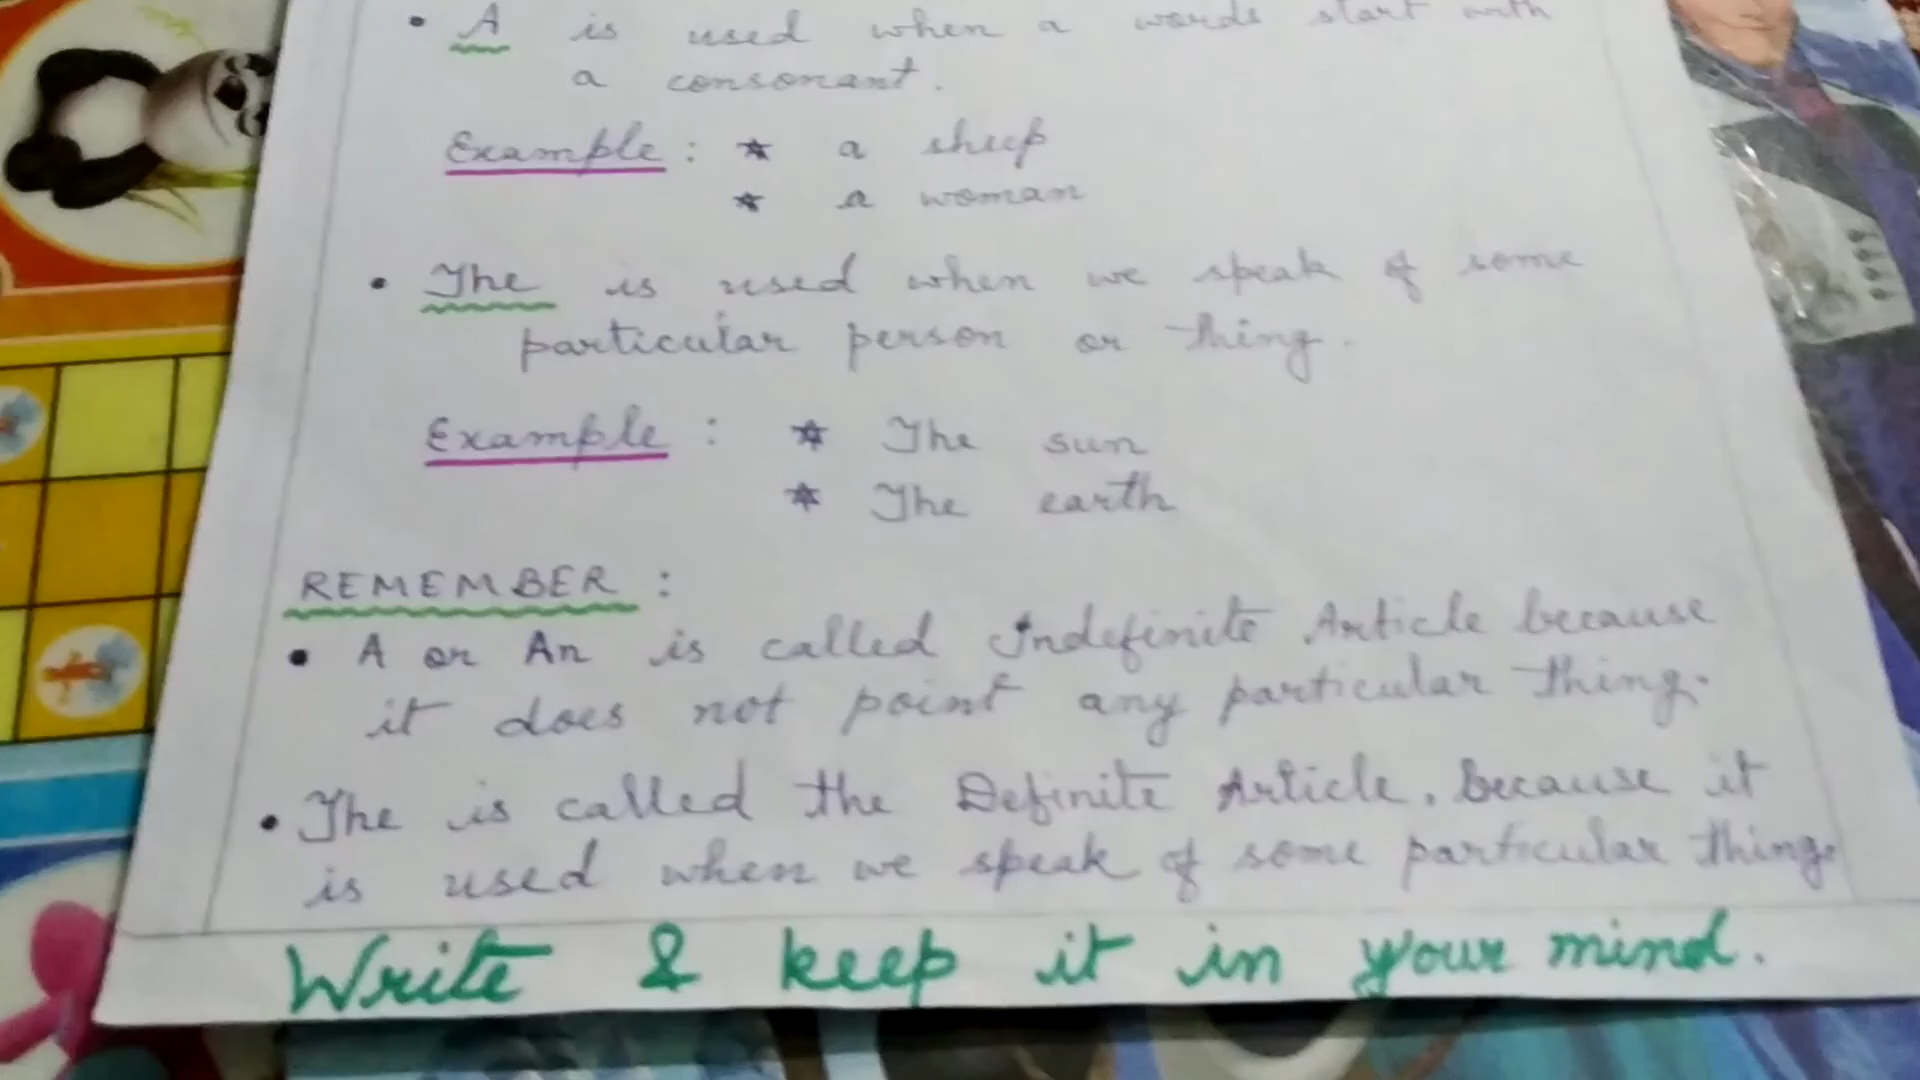 • A is used when a words start with
a consonant.
Example : * a sheep
* a woman
• The is used when we speak of some
particular person or thing.
Example : * The sun
* The earth
REMEMBER :
• A or An is called Indefinite Article because
it does not point any particular thing.
• The is called the Definite Article, because it
is used when we speak of some particular thing.
Write & keep it in your mind.